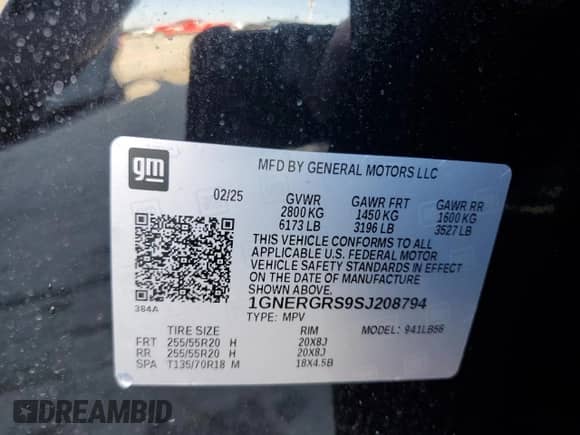 gm
MFD BY GENERAL MOTORS LLC
02/25 GVWR GAWR FRT GAWR RR
2800 KG 1450 KG 1600 KG
6173 LB 3196 LB 3527 LB
THIS VEHICLE CONFORMS TO ALL
APPLICABLE U.S. FEDERAL MOTOR
VEHICLE SAFETY STANDARDS IN EFFECT
ON THE DATE OF MANUFACTURE
SHOWN ABOVE.
384A 1GNERGRS9SJ208794
TYPE: MPV MODEL: 941LB56
TIRE SIZE RIM
FRT 255/55R20 H 20X8J
RR 255/55R20 H 20X8J
SPA T135/70R18 M 18X4.5B
DREAMBID